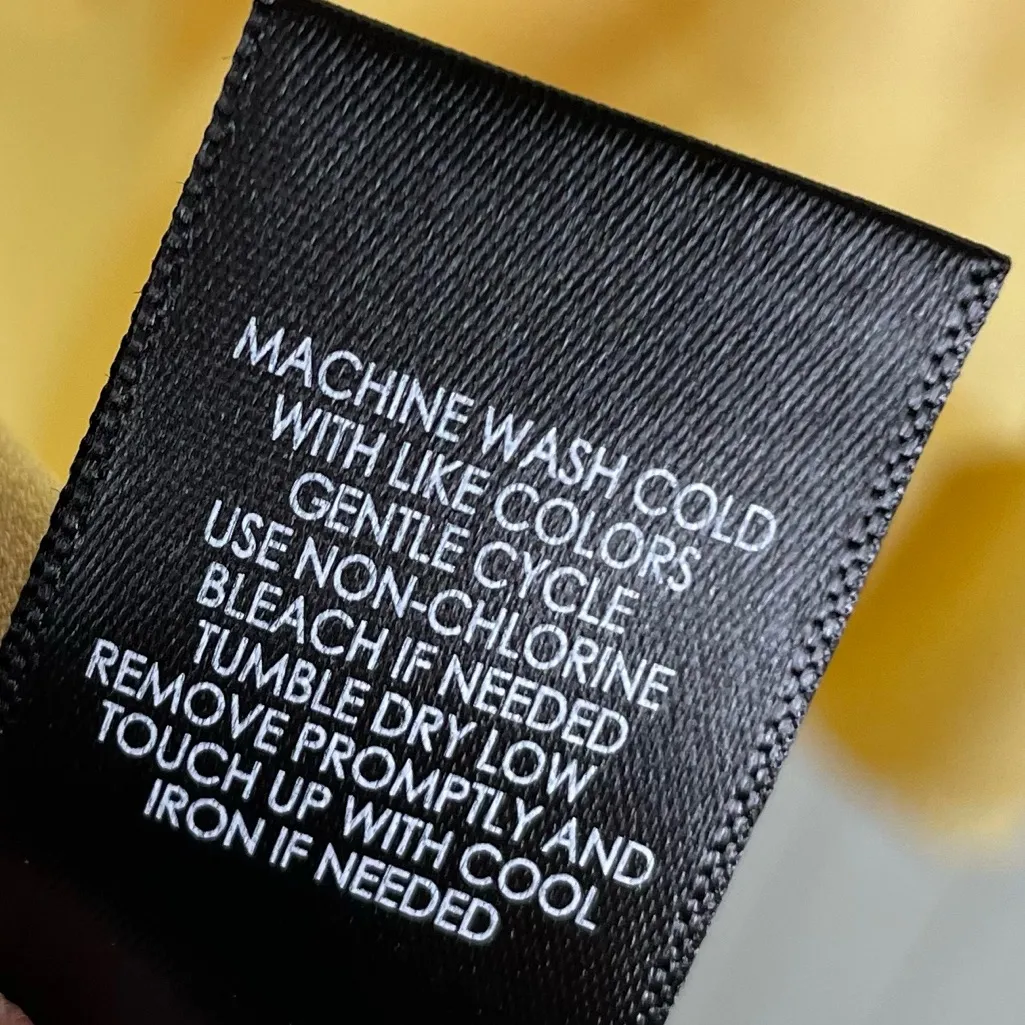 MACHINE WASH COLD
WITH LIKE COLORS
GENTLE CYCLE
USE NON-CHLORINE
BLEACH IF NEEDED
TUMBLE DRY LOW
REMOVE PROMPTLY AND
TOUCH UP WITH COOL
IRON IF NEEDED